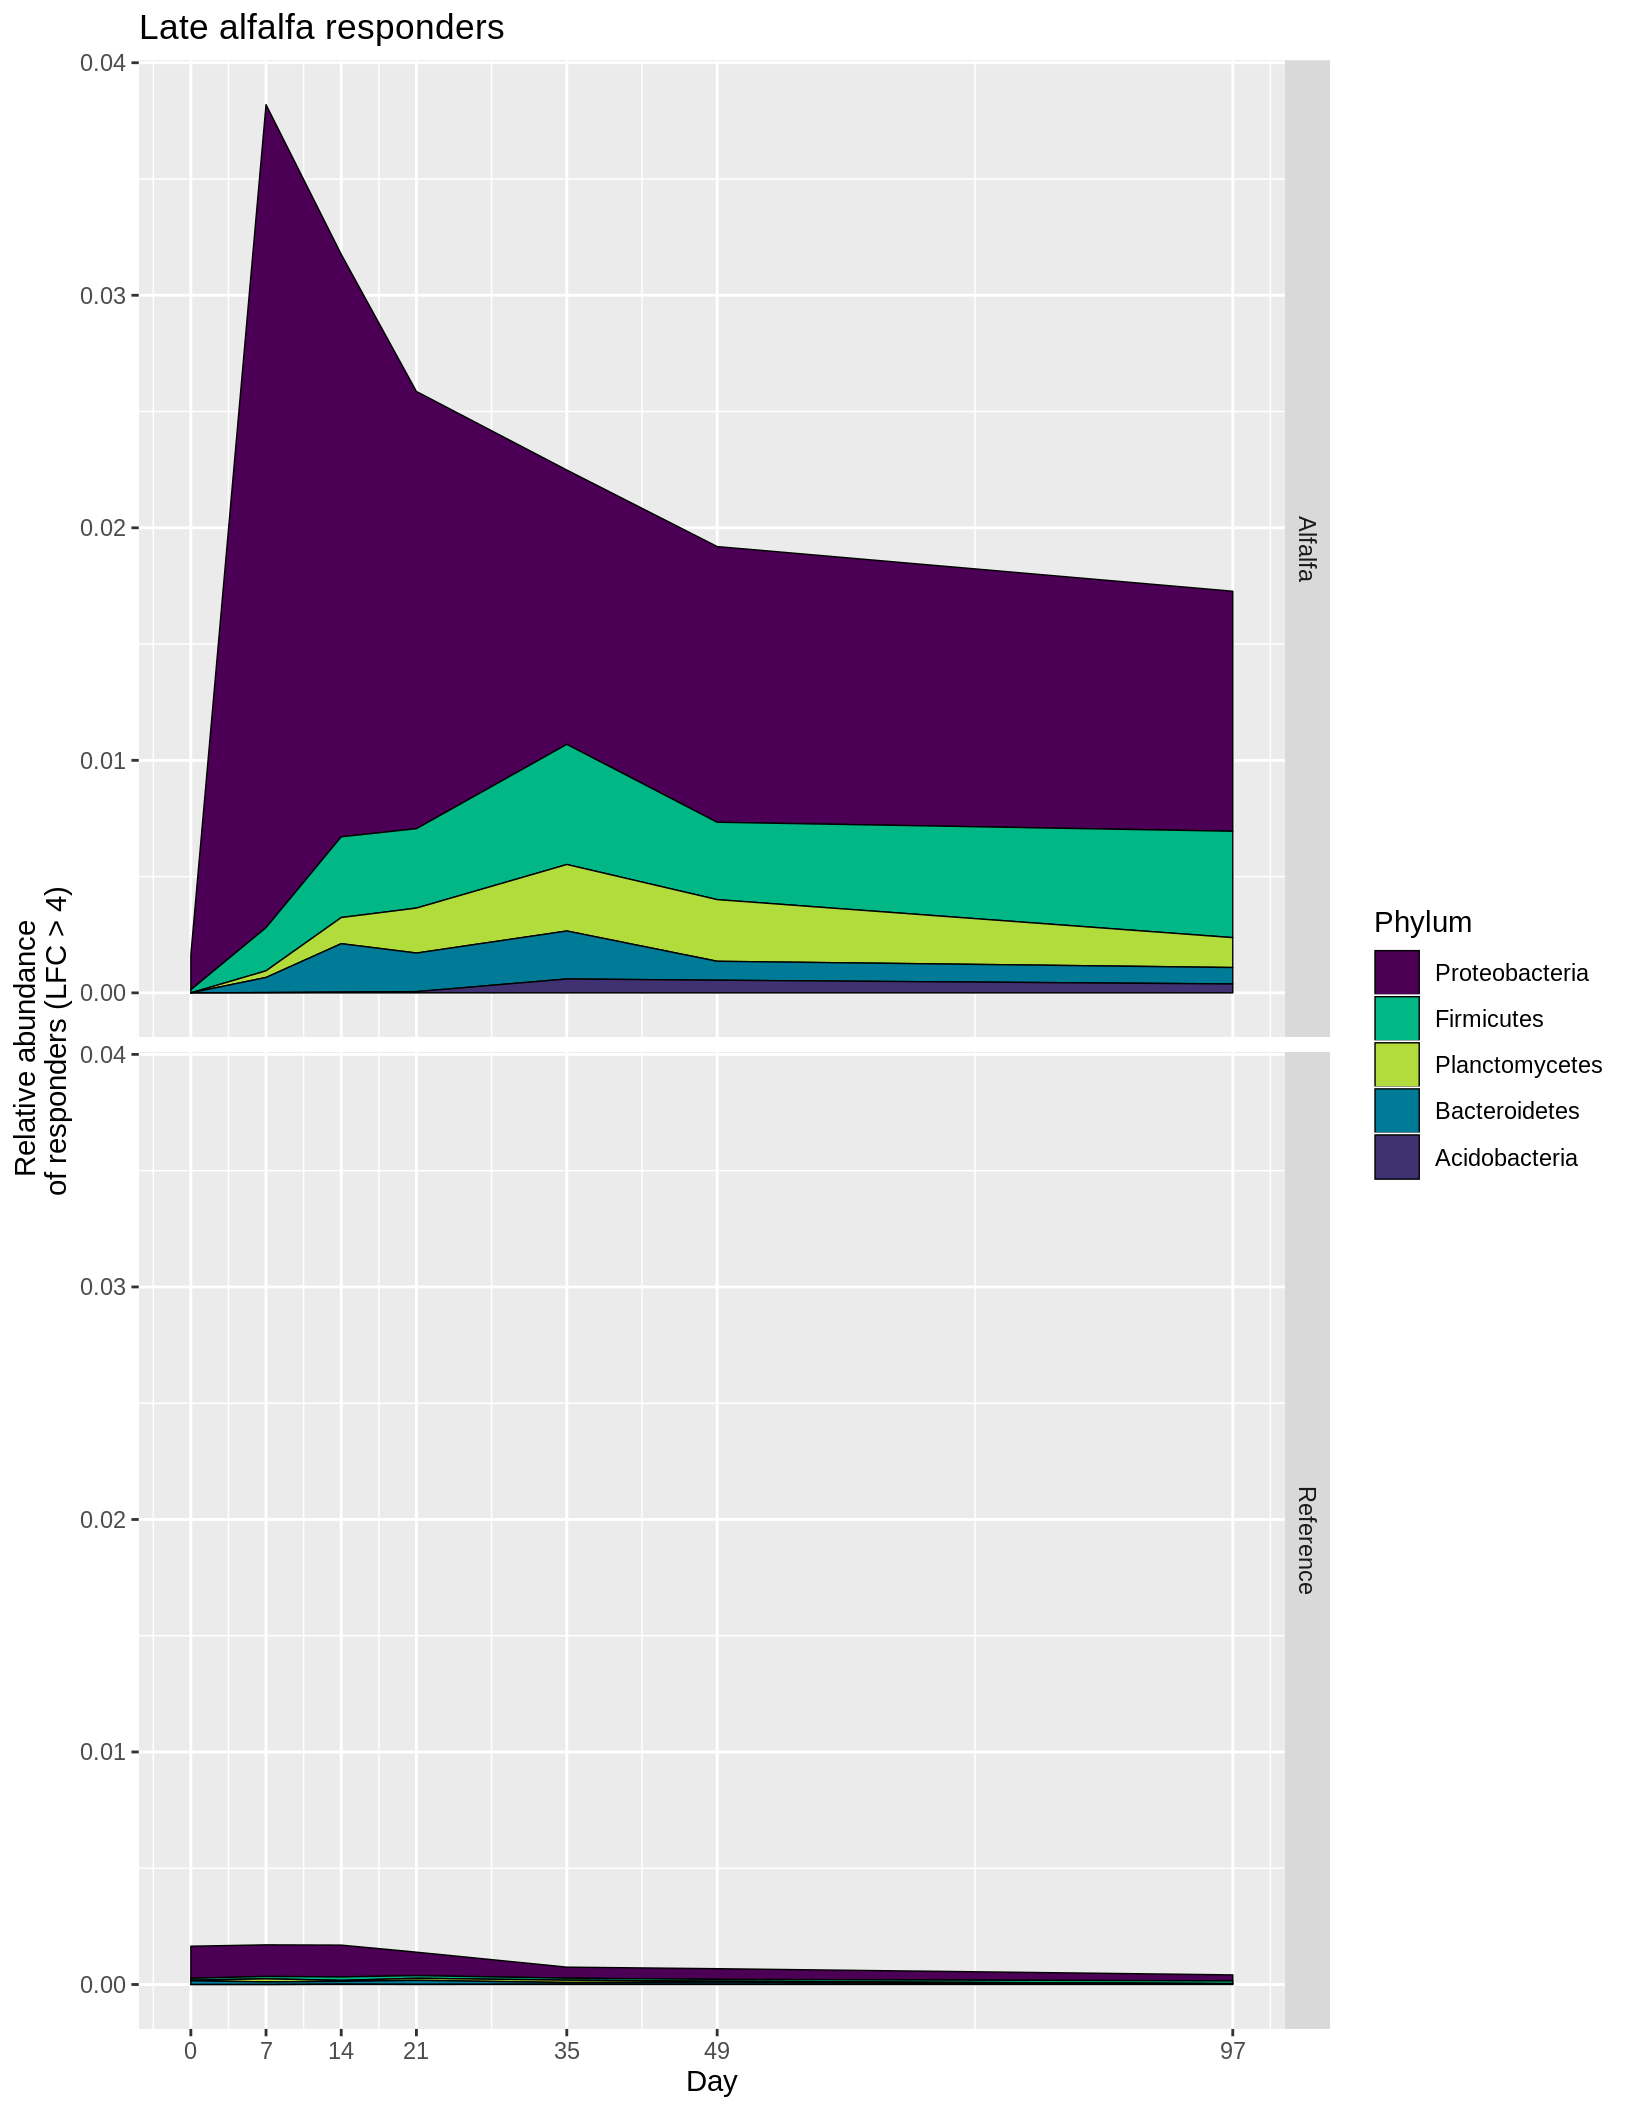 Late alfalfa responders
0.04
0.03
0.02
0.01
0.00
Alfalfa
Relative abundance
of responders (LFC > 4)
0.04
0.03
0.02
0.01
0.00
Reference
0
7
14
21
35
49
97
Day
Phylum
Proteobacteria
Firmicutes
Planctomycetes
Bacteroidetes
Acidobacteria